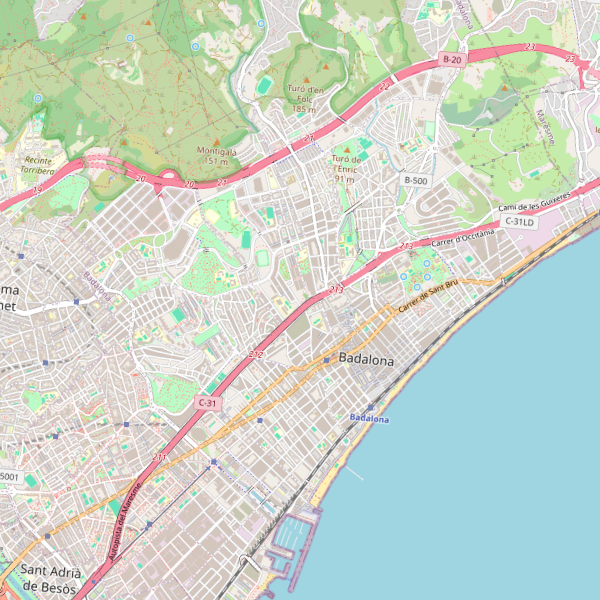 Badalona
23
23
B-20
22
Turó d'en
Folc
185 m
Maresme
21
Montigalà
151 m
Turó de
l'Enric
91 m
Recinte
Torribera
20
20
21
19
B-500
Camí de les Guixeres
C-31LD
Carrer d'Occitània
213
Badalona
213
Carrer de Sant Bru
212
Badalona
C-31
Badalona
211
Autopista del Maresme
5001
Sant Adrià
de Besòs